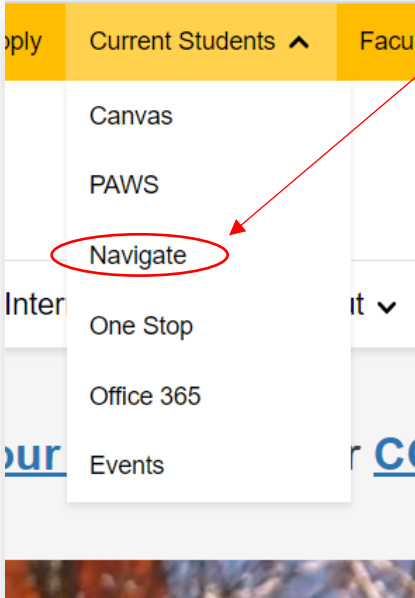 pply Current Students Facu
Canvas
PAWS
Navigate
Inter ut
One Stop
Office 365
our r CO
Events